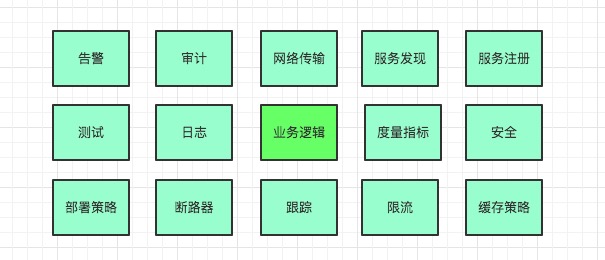 告警 审计 网络传输 服务发现 服务注册
测试 日志 业务逻辑 度量指标 安全
部署策略 断路器 跟踪 限流 缓存策略